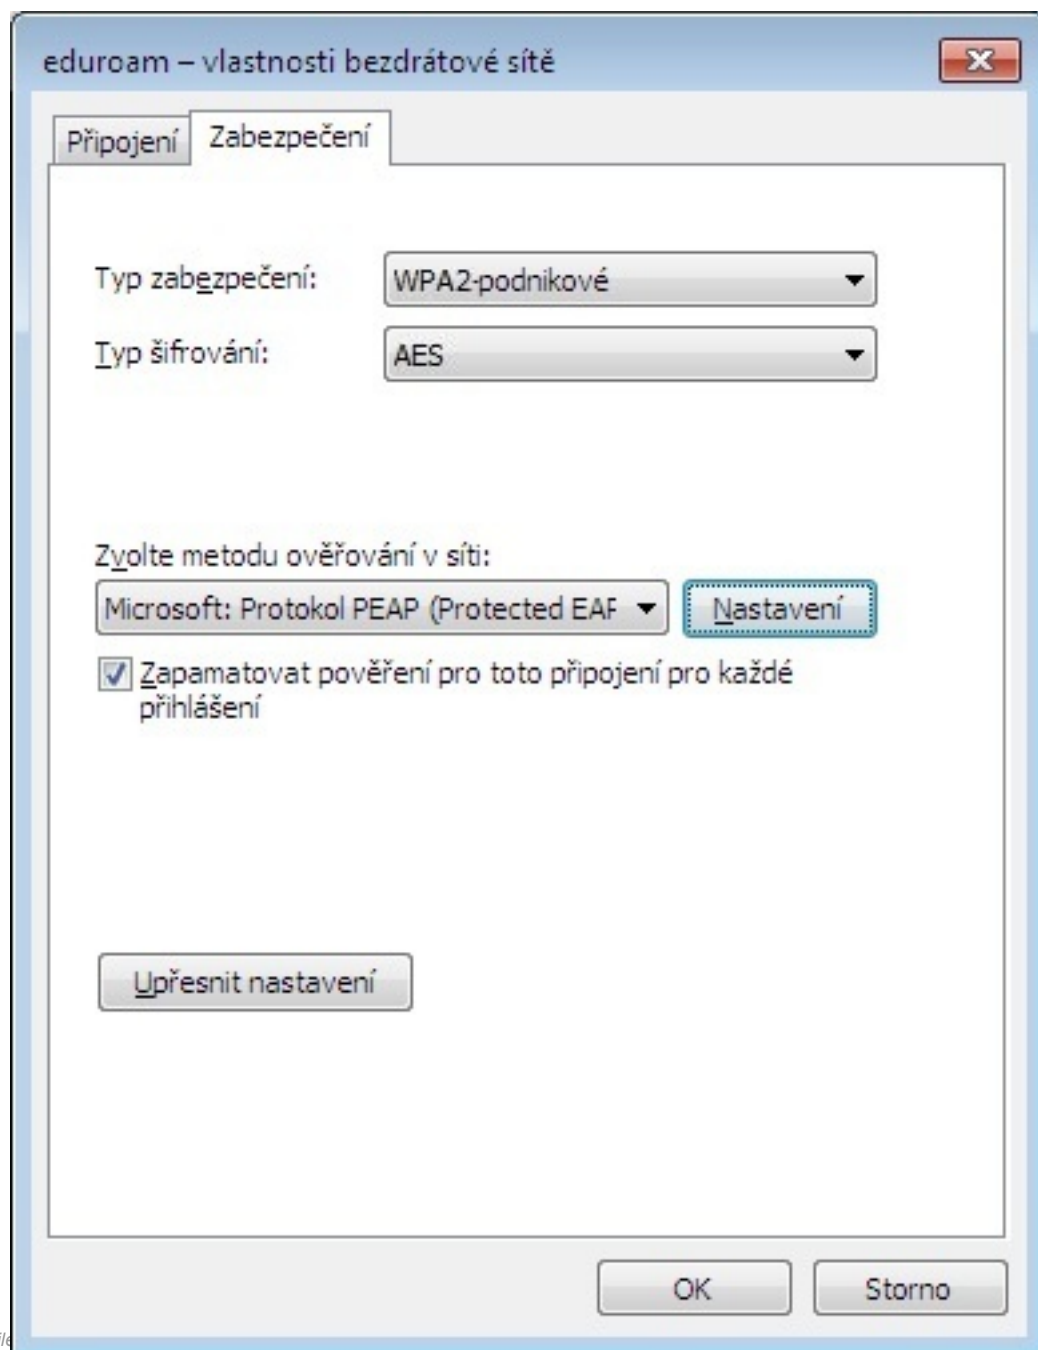 eduroam – vlastnosti bezdrátové sítě
Připojení
Zabezpečení
Typ zabezpečení:
WPA2-podnikové
Typ šifrování:
AES
Zvolte metodu ověřování v síti:
Microsoft: Protokol PEAP (Protected EAP
Nastavení
Zapamatovat pověření pro toto připojení pro každé
přihlášení
Upřesnit nastavení
OK
Storno